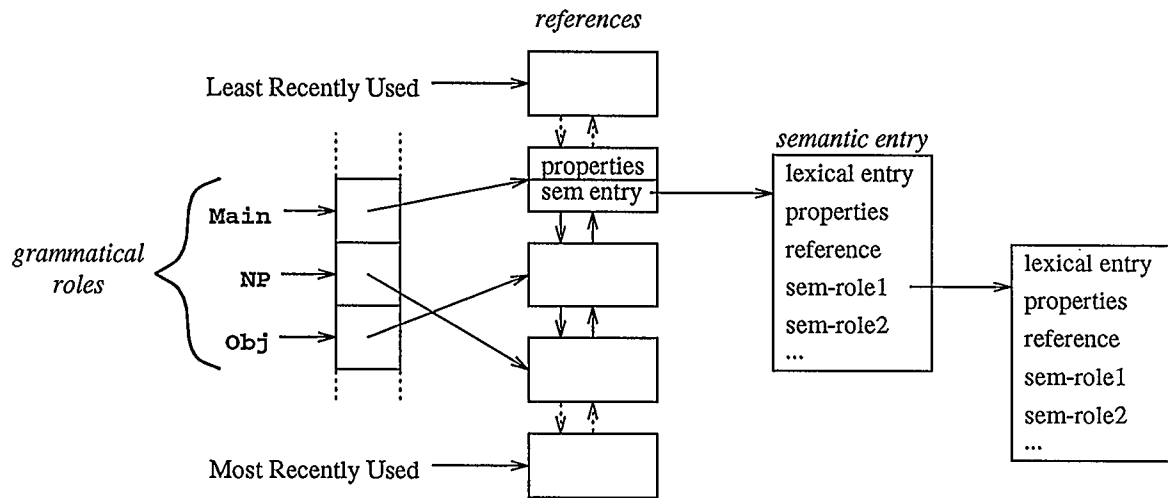 references
Least Recently Used
semantic entry
properties
sem entry
lexical entry
properties
reference
sem-role1
sem-role2
...
grammatical
roles
Main
NP
Obj
lexical entry
properties
reference
sem-role1
sem-role2
...
Most Recently Used